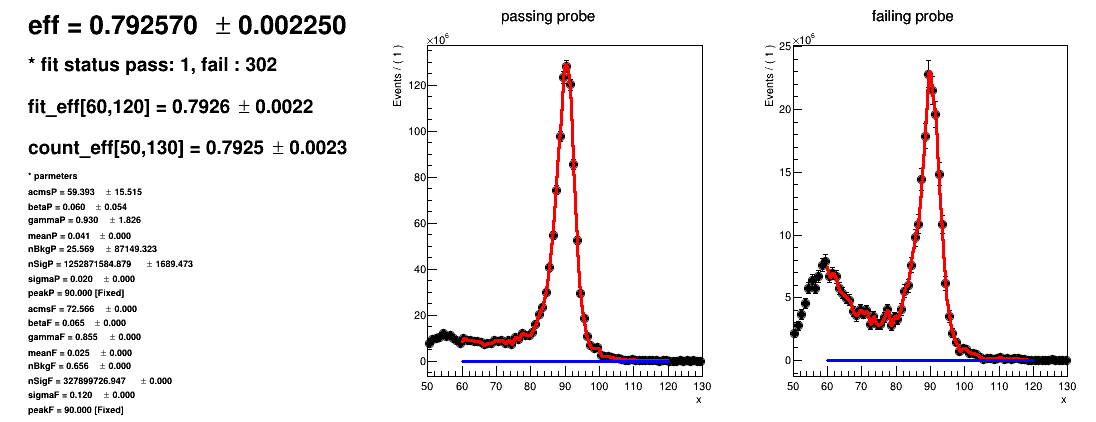 eff = 0.792570 ± 0.002250
* fit status pass: 1, fail : 302
fit_eff[60,120] = 0.7926 ± 0.0022
count_eff[50,130] = 0.7925 ± 0.0023
* parmeters
acmsP = 59.393 ± 15.515
betaP = 0.060 ± 0.054
gammaP = 0.930 ± 1.826
meanP = 0.041 ± 0.000
nBkgP = 25.569 ± 87149.323
nSigP = 1252871584.879 ± 1689.473
sigmaP = 0.020 ± 0.000
peakP = 90.000 [Fixed]
acmsF = 72.566 ± 0.000
betaF = 0.065 ± 0.000
gammaF = 0.855 ± 0.000
meanF = 0.025 ± 0.000
nBkgF = 0.656 ± 0.000
nSigF = 327899726.947 ± 0.000
sigmaF = 0.120 ± 0.000
peakF = 90.000 [Fixed]
passing probe
×10⁶
Events / ( 1 )
120
100
80
60
40
20
0
50 60 70 80 90 100 110 120 130
x
failing probe
×10⁶
Events / ( 1 )
25
20
15
10
5
0
50 60 70 80 90 100 110 120 130
x